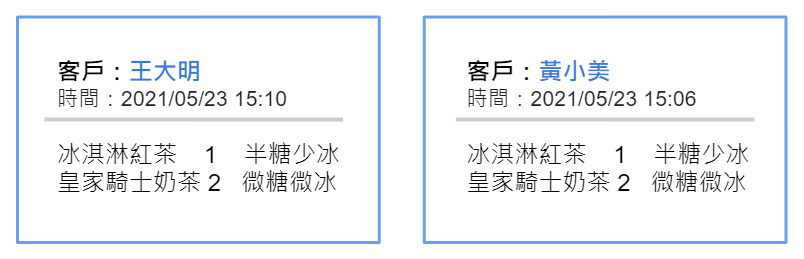 客戶：王大明
時間：2021/05/23 15:10
冰淇淋紅茶 1 半糖少冰
皇家騎士奶茶 2 微糖微冰
客戶：黃小美
時間：2021/05/23 15:06
冰淇淋紅茶 1 半糖少冰
皇家騎士奶茶 2 微糖微冰